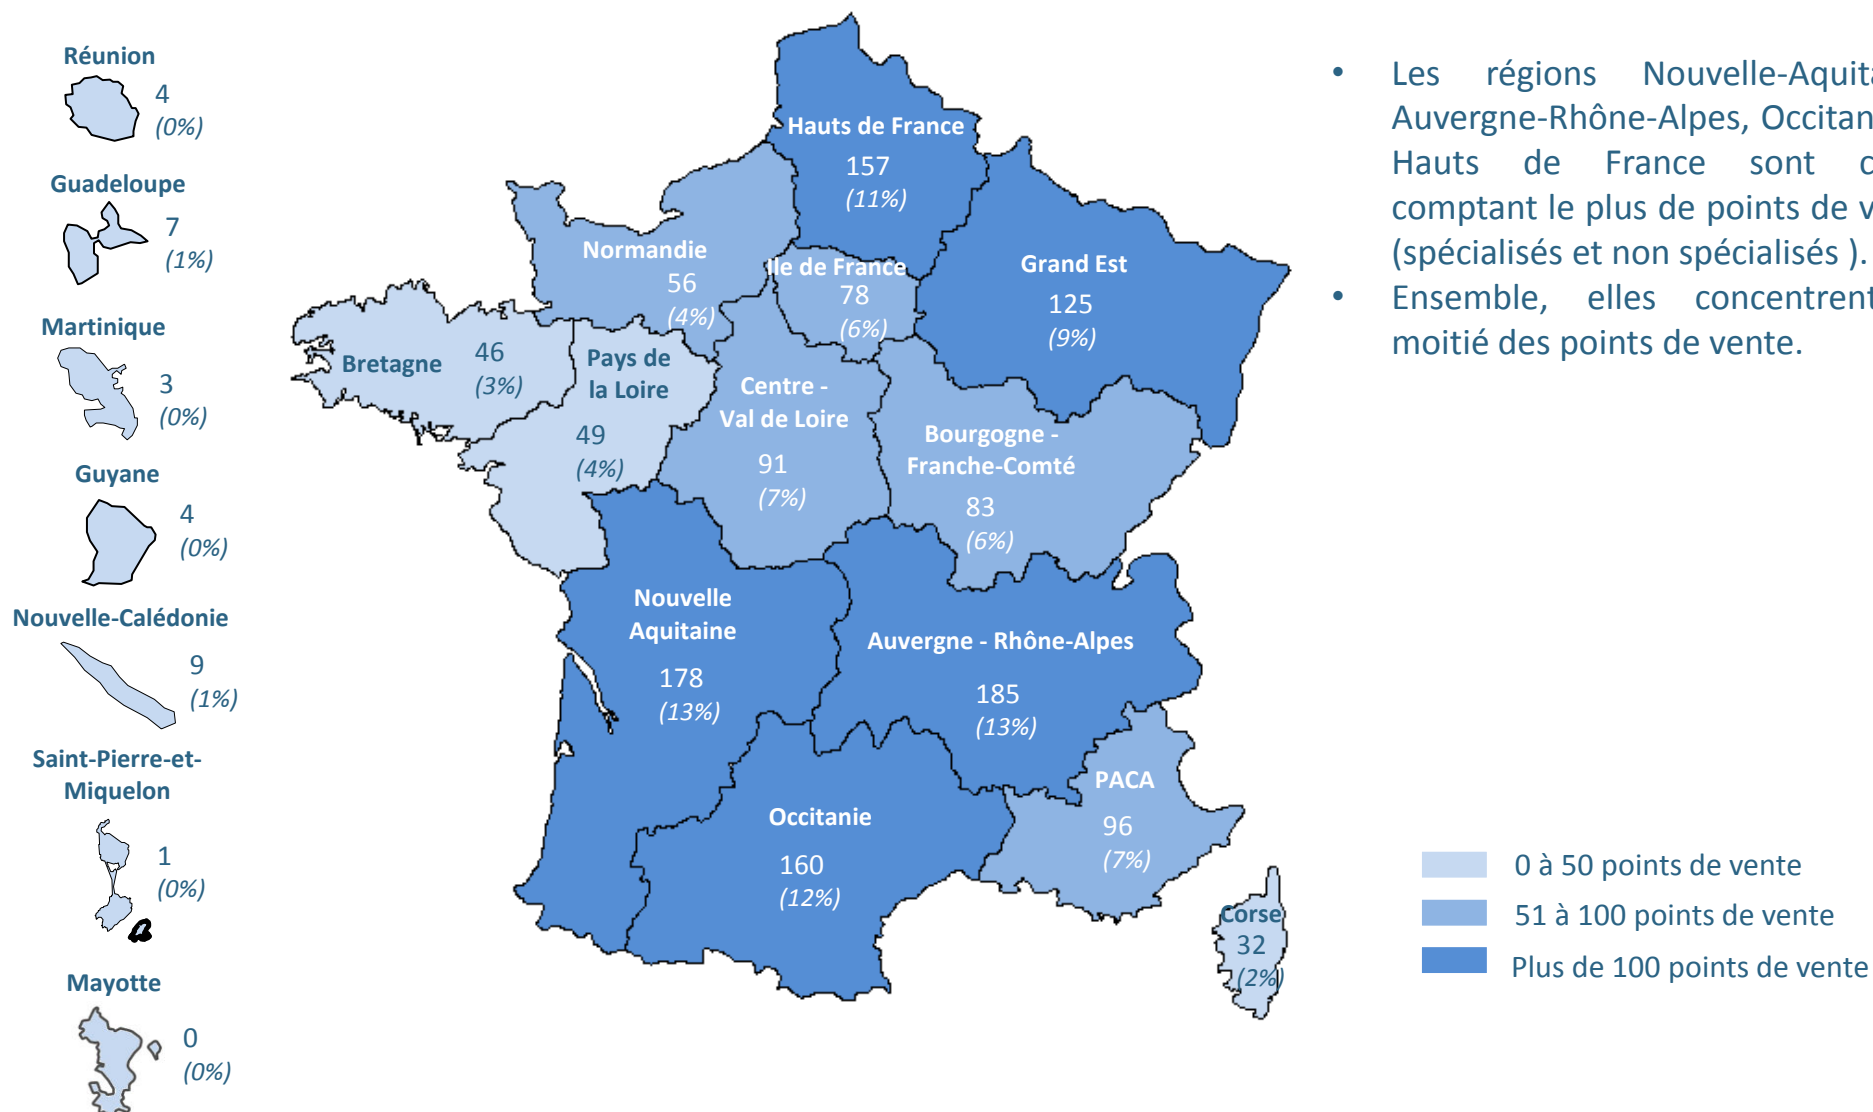 Réunion
4
(0%)
Guadeloupe
7
(1%)
Martinique
3
(0%)
Guyane
4
(0%)
Nouvelle-Calédonie
9
(1%)
Saint-Pierre-et-
Miquelon
1
(0%)
Mayotte
0
(0%)
Hauts de France
157
(11%)
Normandie
56
(4%)
Ile de France
78
(6%)
Grand Est
125
(9%)
Bretagne
46
(3%)
Pays de
la Loire
49
(4%)
Centre -
Val de Loire
91
(7%)
Bourgogne -
Franche-Comté
83
(6%)
Nouvelle
Aquitaine
178
(13%)
Auvergne - Rhône-Alpes
185
(13%)
Occitanie
160
(12%)
PACA
96
(7%)
Corse
32
(2%)
• Les régions
Auvergne-Rhône-Alpes,
Hauts de France sont
comptant le plus de points de
(spécialisés et non spécialisés ).
• Ensemble, elles
moitié des points de vente.
0 à 50 points de vente
51 à 100 points de vente
Plus de 100 points de vente